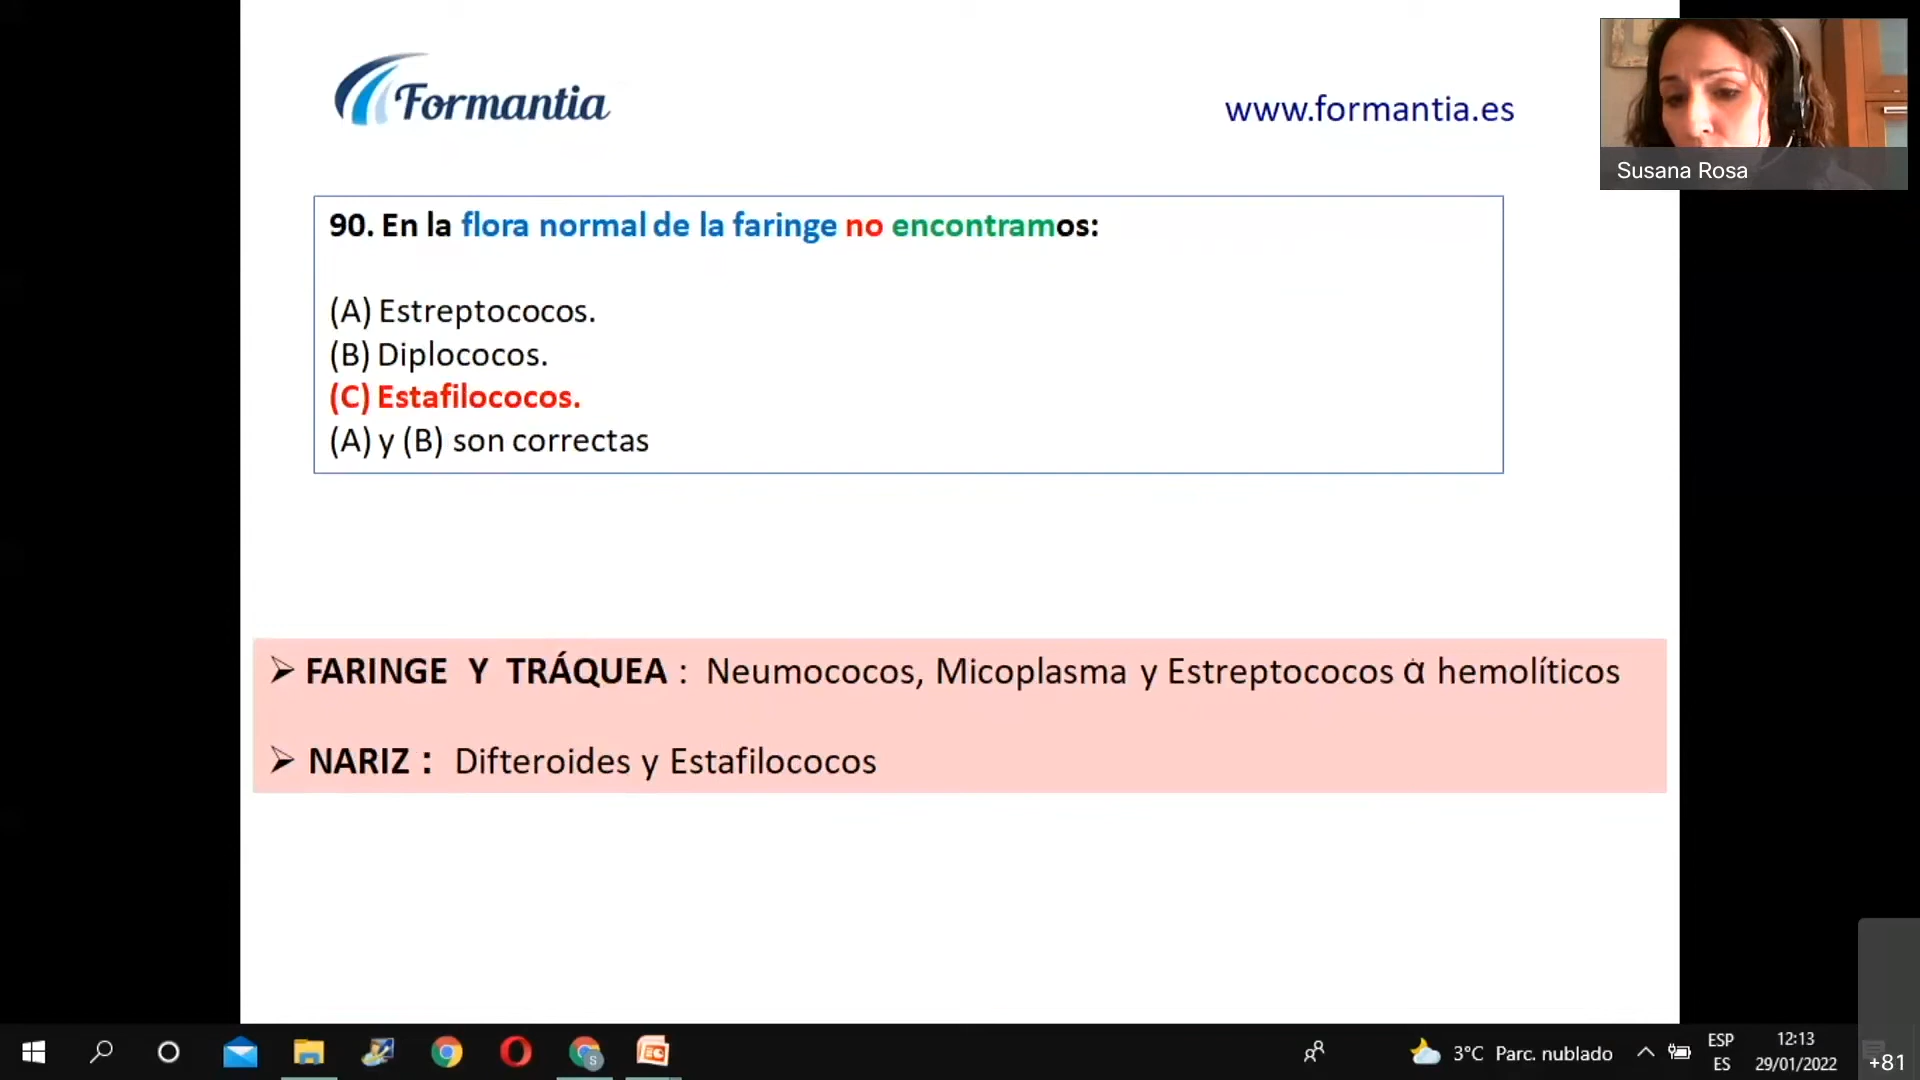 Formantia
www.formantia.es
Susana Rosa
90. En la flora normal de la faringe no encontramos:
(A) Estreptococos.
(B) Diplococos.
(C) Estafilococos.
(A) y (B) son correctas
➢ FARINGE Y TRÁQUEA : Neumococos, Micoplasma y Estreptococos α hemolíticos
➢ NARIZ : Difteroides y Estafilococos
3°C Parc. nublado
ESP
ES
12:13
29/01/2022
+81